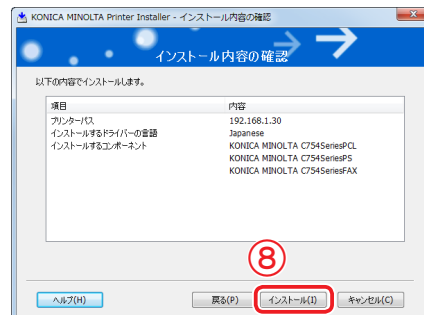 KONICA MINOLTA Printer Installer - インストール内容の確認
インストール内容の確認
以下の内容でインストールします。
項目 内容
プリンターパス 192.168.1.30
インストールするドライバーの言語 Japanese
インストールするコンポーネント KONICA MINOLTA C754SeriesPCL
KONICA MINOLTA C754SeriesPS
KONICA MINOLTA C754SeriesFAX
⑧
ヘルプ(H) 戻る(P) インストール(I) キャンセル(C)